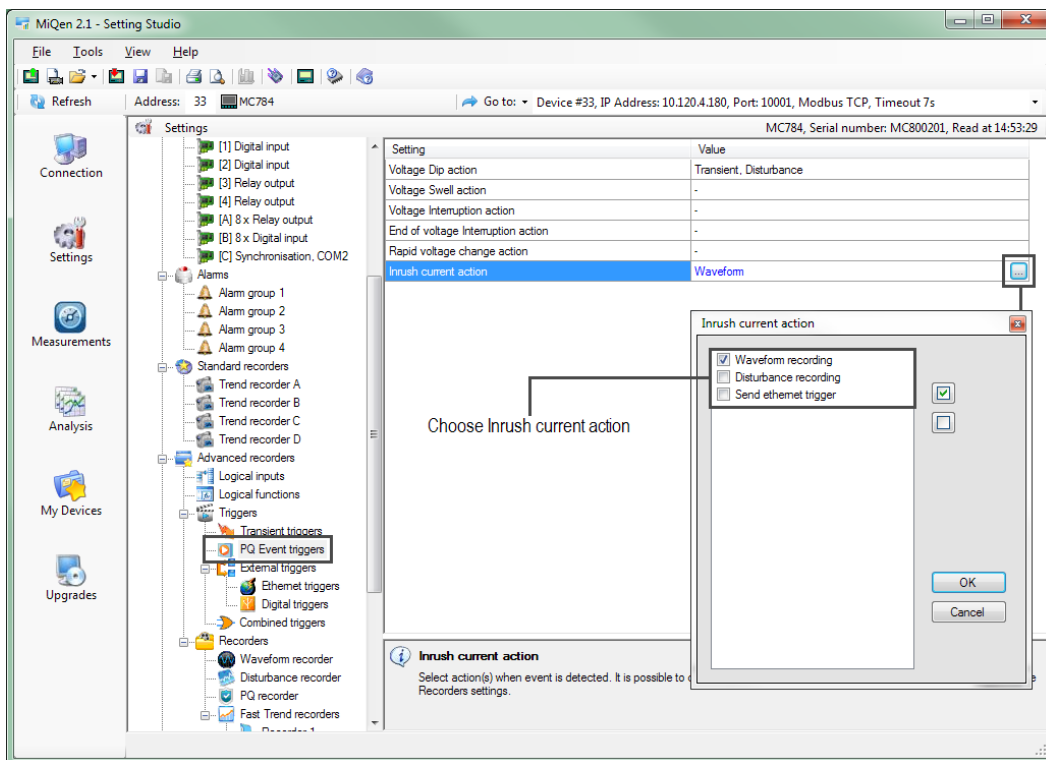 MiQen 2.1 - Setting Studio
File Tools View Help
Refresh Address: 33 MC784 Go to: Device #33, IP Address: 10.120.4.180, Port: 10001, Modbus TCP, Timeout 7s
Settings MC784, Serial number: MC800201, Read at 14:53:29
Connection
Settings
Measurements
Analysis
My Devices
Upgrades
[1] Digital input
[2] Digital input
[3] Relay output
[4] Relay output
[A] 8 x Relay output
[B] 8 x Digital input
[C] Synchronisation, COM2
Alarms
Alarm group 1
Alarm group 2
Alarm group 3
Alarm group 4
Standard recorders
Trend recorder A
Trend recorder B
Trend recorder C
Trend recorder D
Advanced recorders
Logical inputs
Logical functions
Triggers
Transient triggers
PQ Event triggers
External triggers
Ethernet triggers
Digital triggers
Combined triggers
Recorders
Waveform recorder
Disturbance recorder
PQ recorder
Fast Trend recorders
Setting Value
Voltage Dip action Transient, Disturbance
Voltage Swell action -
Voltage Interruption action -
End of voltage Interruption action -
Rapid voltage change action -
Inrush current action Waveform ...
Inrush current action
Waveform recording
Disturbance recording
Send ethernet trigger
OK
Cancel
Choose Inrush current action
Inrush current action
Select action(s) when event is detected. It is possible to
Recorders settings.